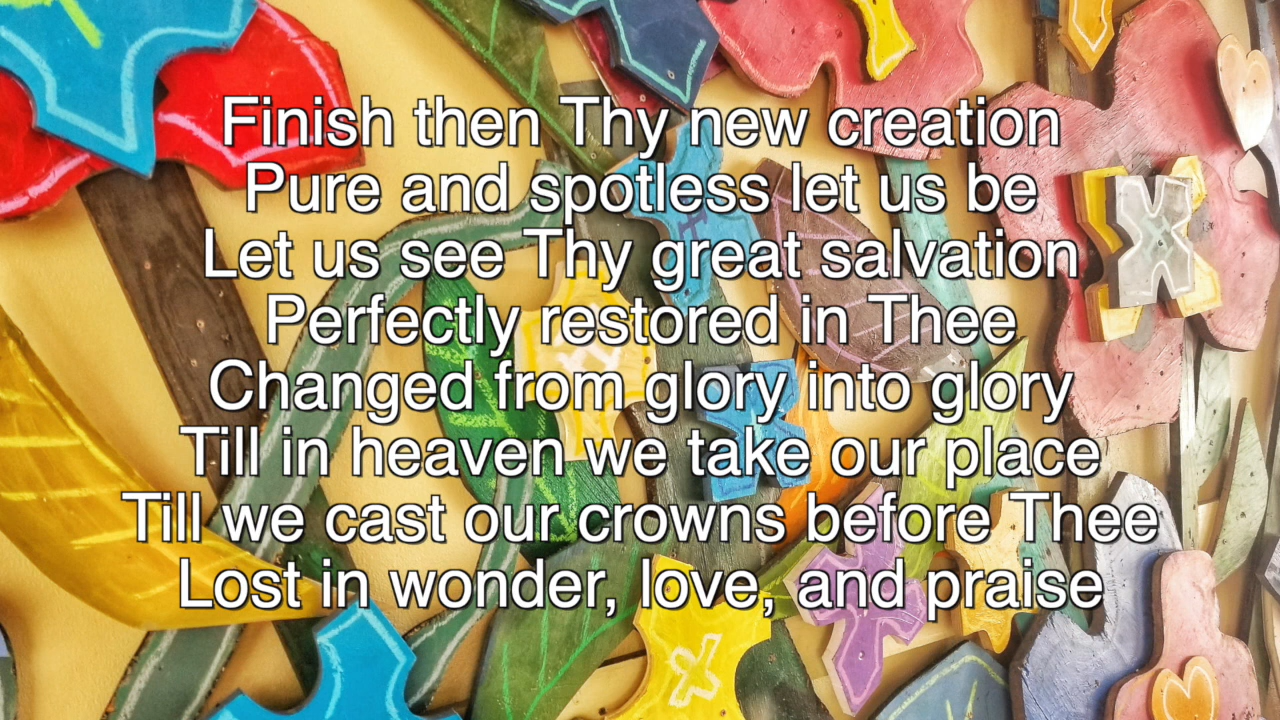 Finish then Thy new creation
Pure and spotless let us be
Let us see Thy great salvation
Perfectly restored in Thee
Changed from glory into glory
Till in heaven we take our place
Till we cast our crowns before Thee
Lost in wonder, love, and praise